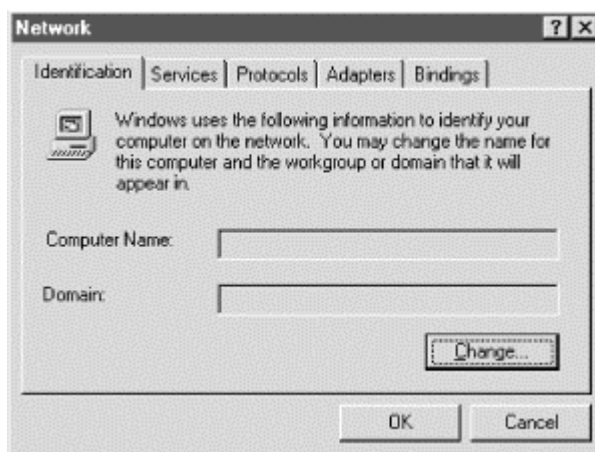 Network
Identification Services Protocols Adapters Bindings
Windows uses the following information to identify your
computer on the network. You may change the name for
this computer and the workgroup or domain that it will
appear in.
Computer Name:
Domain:
Change...
OK Cancel